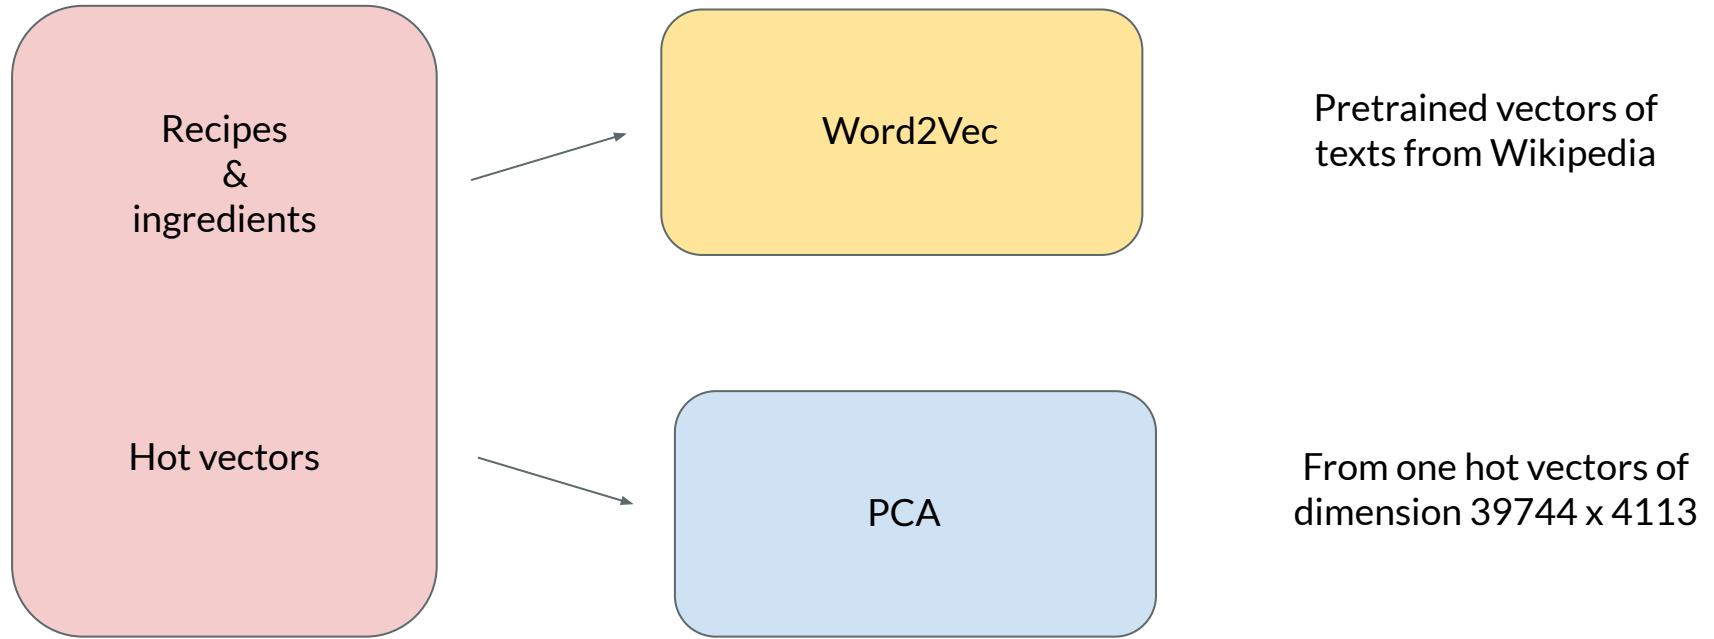 Recipes
&
ingredients
Hot vectors
Word2Vec
PCA
Pretrained vectors of
texts from Wikipedia
From one hot vectors of
dimension 39744 x 4113